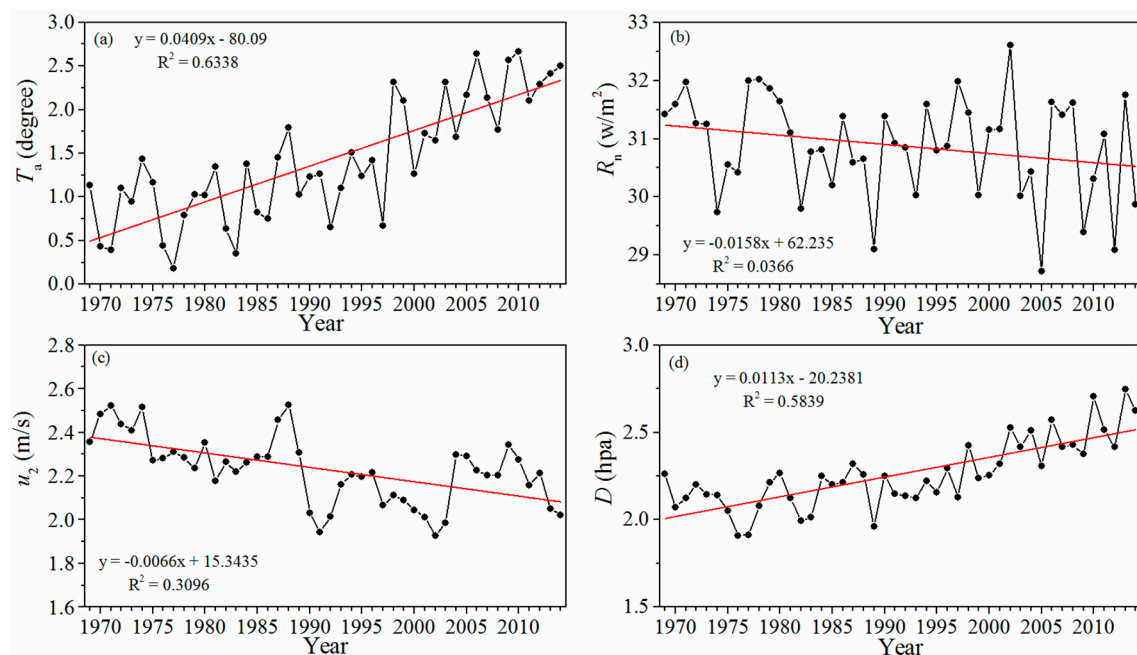 (a)
y = 0.0409x - 80.09
R² = 0.6338
3.0
2.5
2.0
1.5
1.0
0.5
0.0
Tₐ (degree)
1970 1975 1980 1985 1990 1995 2000 2005 2010
Year
(b)
33
32
31
30
29
Rₙ (w/m²)
y = -0.0158x + 62.235
R² = 0.0366
1970 1975 1980 1985 1990 1995 2000 2005 2010
Year
(c)
2.8
2.6
2.4
2.2
2.0
1.8
1.6
u₂ (m/s)
y = -0.0066x + 15.3435
R² = 0.3096
1970 1975 1980 1985 1990 1995 2000 2005 2010
Year
(d)
y = 0.0113x - 20.2381
R² = 0.5839
3.0
2.5
2.0
1.5
D (hpa)
1970 1975 1980 1985 1990 1995 2000 2005 2010
Year